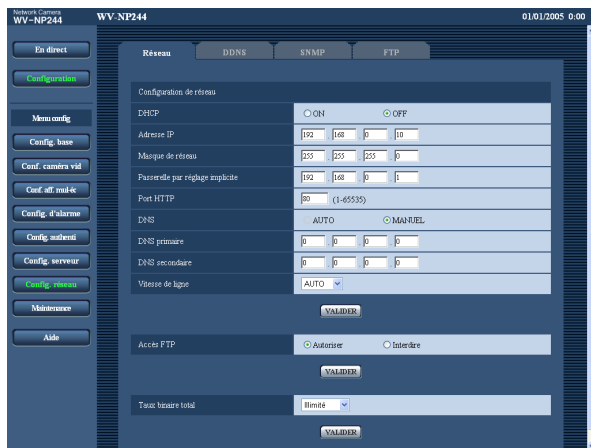 Network Camera
WV-NP244
WV-NP244 01/01/2005 0:00
En direct
Configuration
Menu config
Config. base
Conf. caméra vid
Conf. aff. mul-éc
Config. d'alarme
Config. authenti
Config. serveur
Config. réseau
Maintenance
Aide
Réseau DDNS SNMP FTP
Configuration de réseau
DHCP ON OFF
Adresse IP 192 . 168 . 0 . 10
Masque de réseau 255 . 255 . 255 . 0
Passerelle par réglage implicite 192 . 168 . 0 . 1
Port HTTP 80 (1-65535)
DNS AUTO MANUEL
DNS primaire 0 . 0 . 0 . 0
DNS secondaire 0 . 0 . 0 . 0
Vitesse de ligne AUTO
VALIDER
Accès FTP Autoriser Interdire
VALIDER
Taux binaire total Illimité
VALIDER